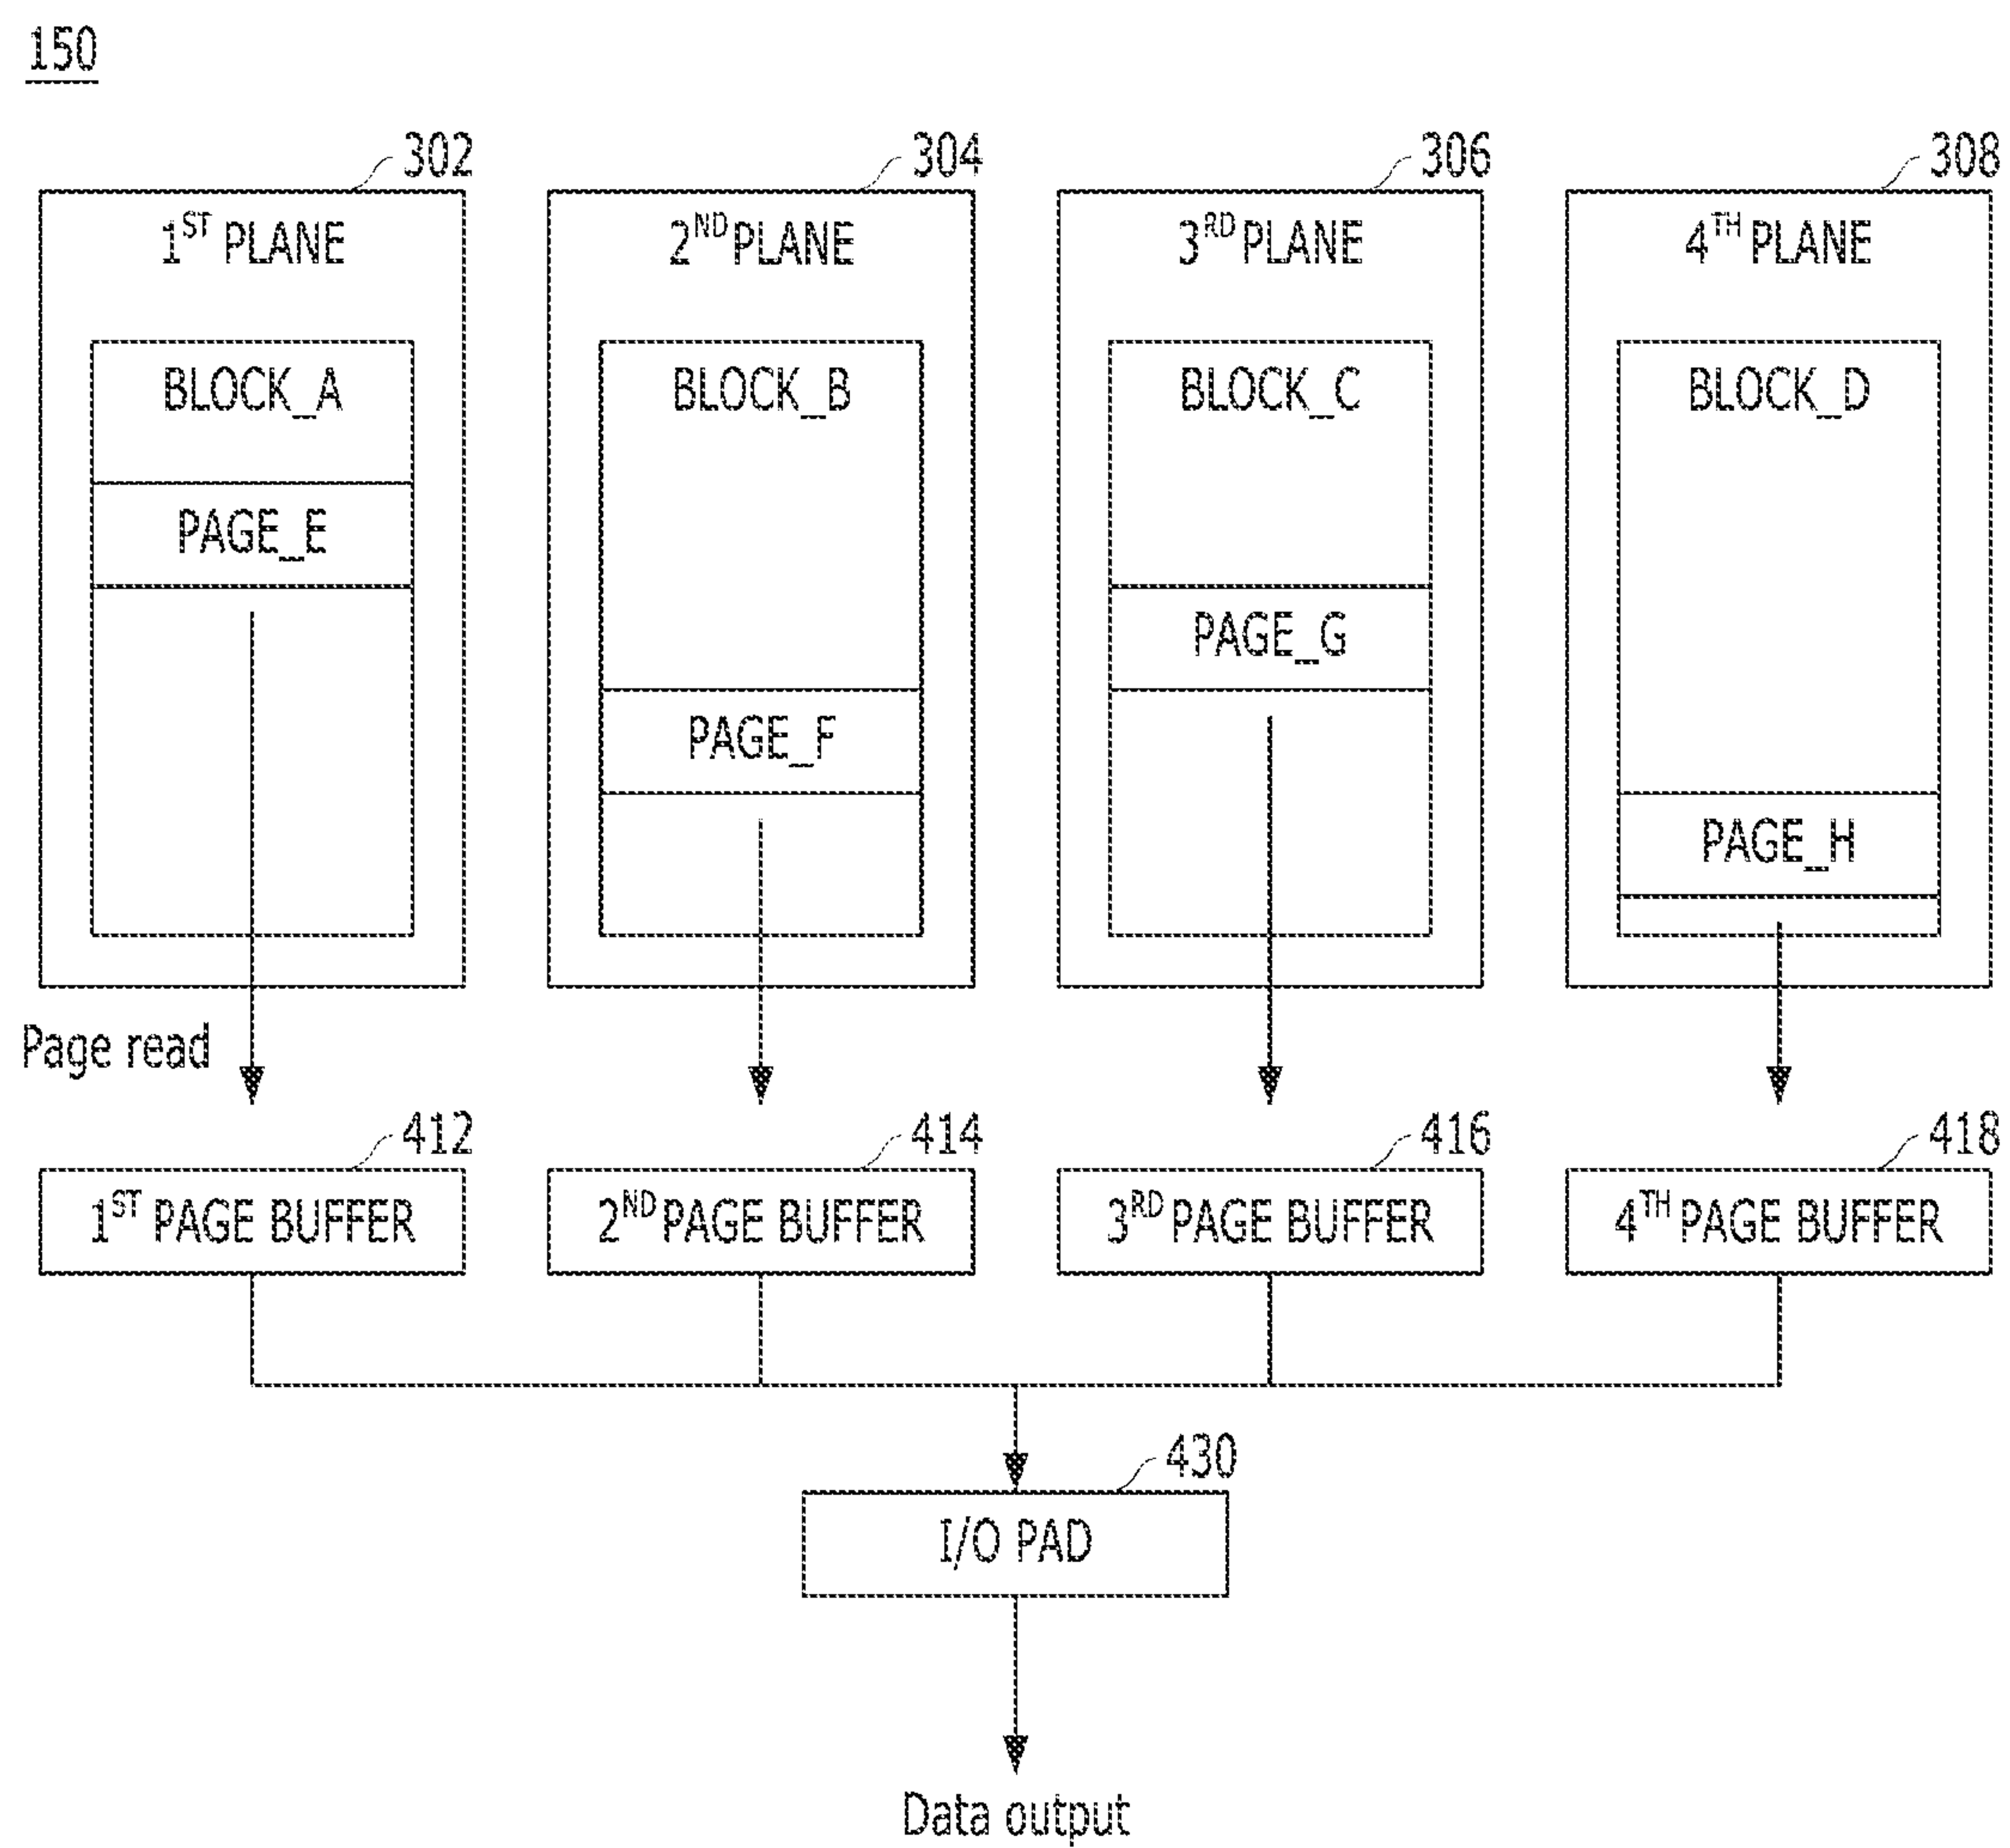 150
302 304 306 308
1ST PLANE 2ND PLANE 3RD PLANE 4TH PLANE
BLOCK_A BLOCK_B BLOCK_C BLOCK_D
PAGE_E
PAGE_G
PAGE_F
PAGE_H
Page read
412 414 416 418
1ST PAGE BUFFER 2ND PAGE BUFFER 3RD PAGE BUFFER 4TH PAGE BUFFER
430
I/O PAD
Data output